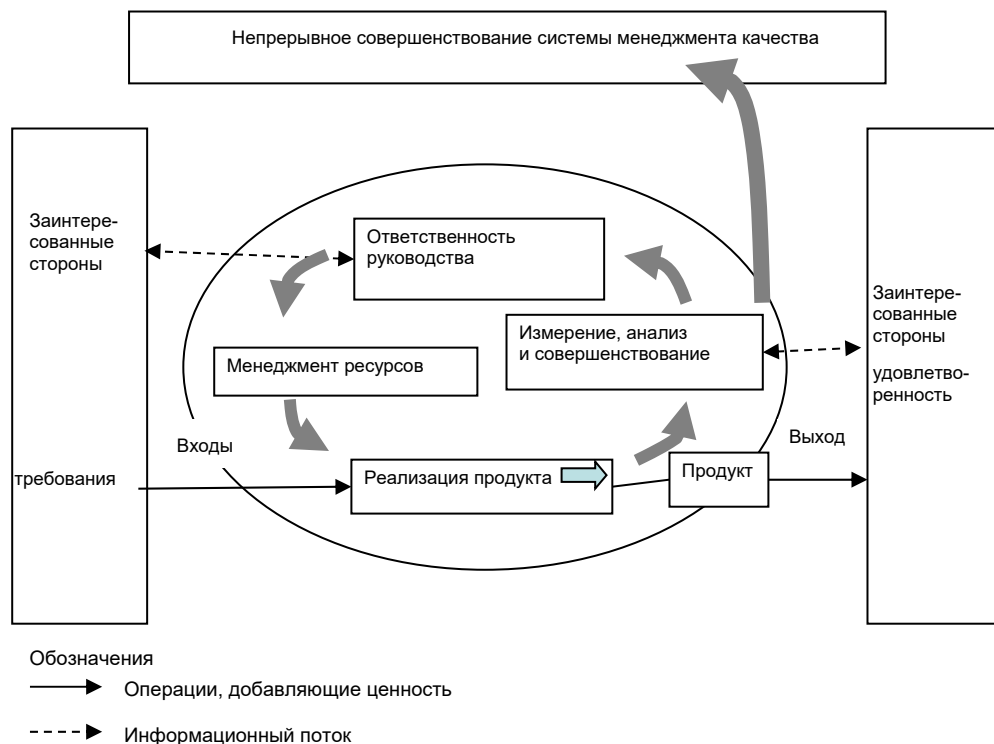 Непрерывное совершенствование системы менеджмента качества
Заинтере-
сованные
стороны
Ответственность
руководства
Заинтере-
сованные
стороны
удовлетво-
ренность
Измерение, анализ
и совершенствование
Менеджмент ресурсов
Входы
Выход
требования
Реализация продукта
Продукт
Обозначения
Операции, добавляющие ценность
Информационный поток